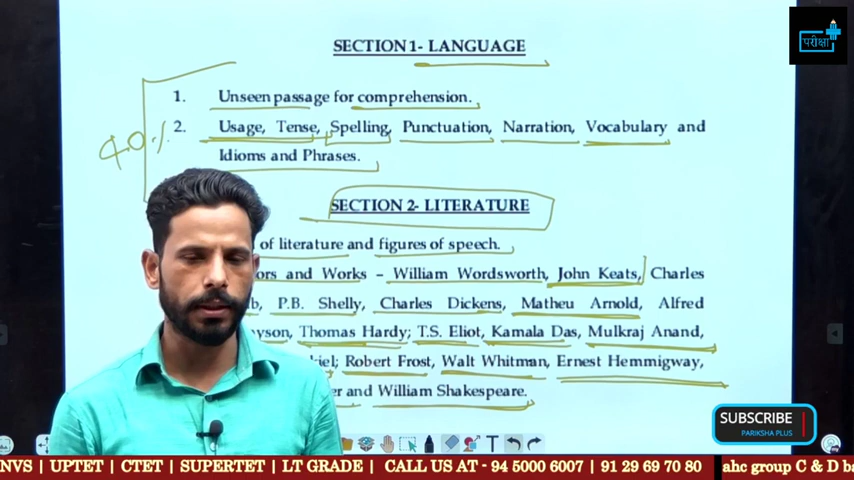 परीक्षा
SECTION 1- LANGUAGE
1. Unseen passage for comprehension.
2. Usage, Tense, Spelling, Punctuation, Narration, Vocabulary and
Idioms and Phrases.
40%
SECTION 2- LITERATURE
of literature and figures of speech.
ors and Works – William Wordsworth, John Keats, Charles
b, P.B. Shelly, Charles Dickens, Matheu Arnold, Alfred
yson, Thomas Hardy; T.S. Eliot, Kamala Das, Mulkraj Anand,
kiel; Robert Frost, Walt Whitman, Ernest Hemmigway,
er and William Shakespeare.
SUBSCRIBE
PARIKSHA PLUS
NVS | UPTET | CTET | SUPERTET | LT GRADE | CALL US AT - 94 5000 6007 | 91 29 69 70 80 ahc group C & D ba